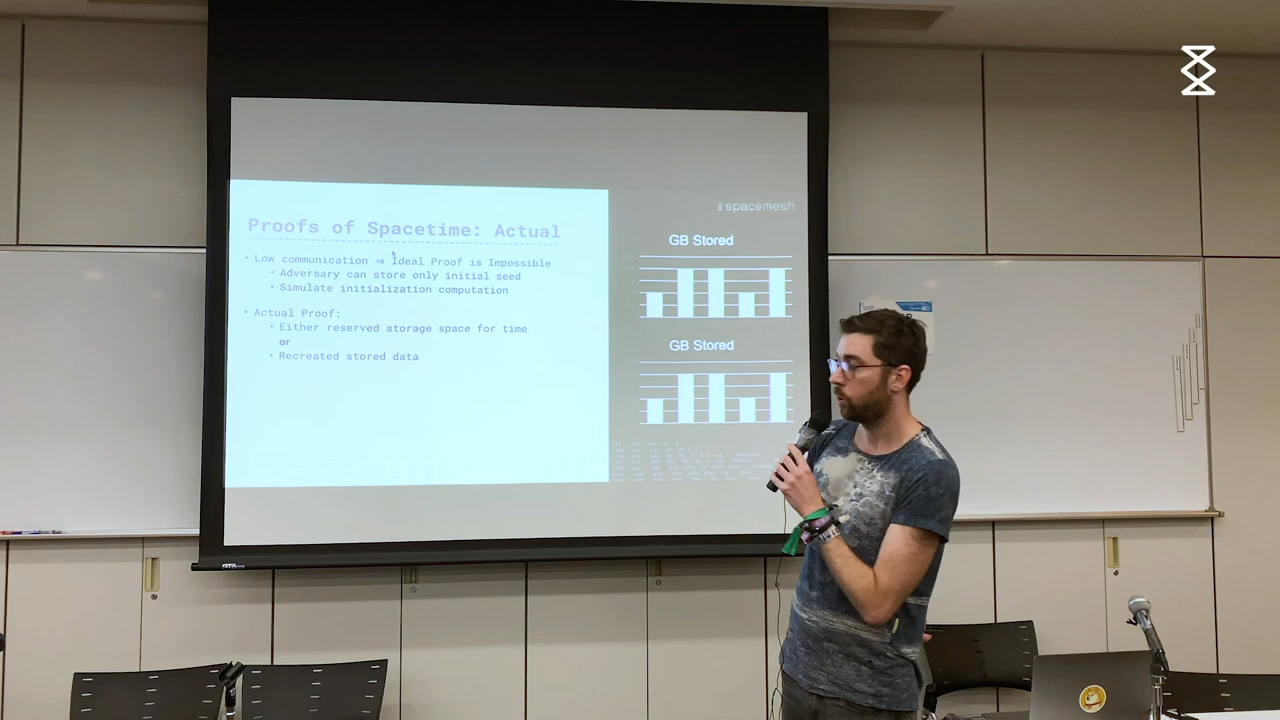 Proofs of Spacetime: Actual
spacemesh
GB Stored
• Low communication ⇒ Ideal Proof is Impossible
• Adversary can store only initial seed
• Simulate initialization computation
• Actual Proof:
• Either reserved storage space for time
or
• Recreated stored data
GB Stored